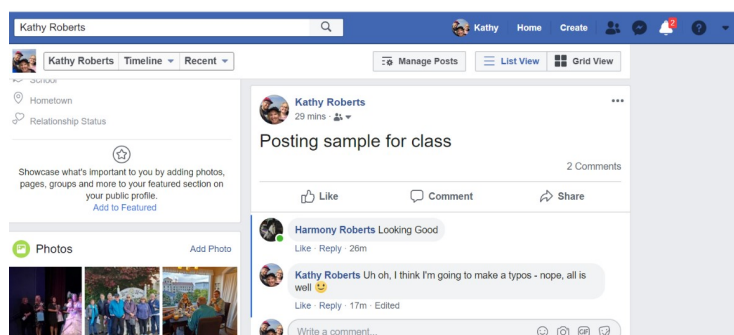 Kathy Roberts
Kathy Home Create 2
Kathy Roberts Timeline Recent
Manage Posts List View Grid View
School
Hometown
Relationship Status
Showcase what's important to you by adding photos,
pages, groups and more to your featured section on
your public profile.
Add to Featured
Photos Add Photo
Kathy Roberts
29 mins ·
Posting sample for class
2 Comments
Like Comment Share
Harmony Roberts Looking Good
Like · Reply · 26m
Kathy Roberts Uh oh, I think I'm going to make a typos - nope, all is
well
Like · Reply · 17m · Edited
Write a comment...
GIF